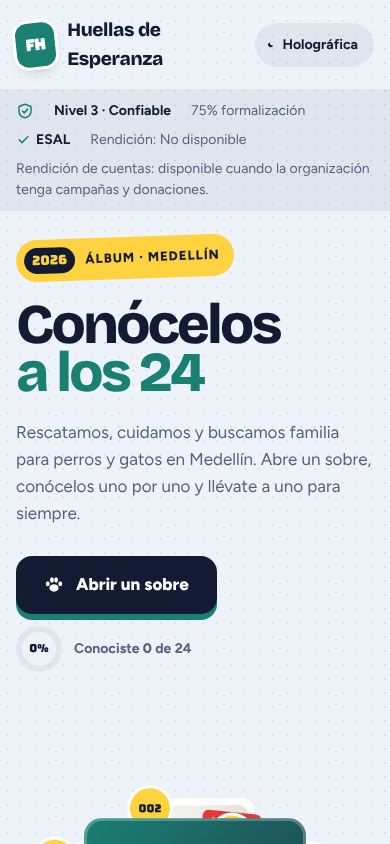 FH
Huellas de
Esperanza
Holográfica
Nivel 3 · Confiable 75% formalización
ESAL Rendición: No disponible
Rendición de cuentas: disponible cuando la organización
tenga campañas y donaciones.
2026 ÁLBUM · MEDELLÍN
Conócelos
a los 24
Rescatamos, cuidamos y buscamos familia
para perros y gatos en Medellín. Abre un sobre,
conócelos uno por uno y llévate a uno para
siempre.
Abrir un sobre
0% Conociste 0 de 24
002